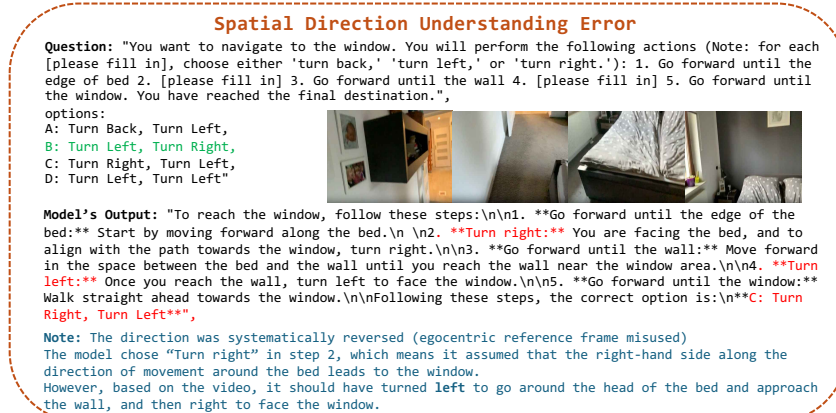 Spatial Direction Understanding Error
Question: "You want to navigate to the window. You will perform the following actions (Note: for each
[please fill in], choose either 'turn back,' 'turn left,' or 'turn right.'): 1. Go forward until the
edge of bed 2. [please fill in] 3. Go forward until the wall 4. [please fill in] 5. Go forward until
the window. You have reached the final destination.",
options:
A: Turn Back, Turn Left,
B: Turn Left, Turn Right,
C: Turn Right, Turn Left,
D: Turn Left, Turn Left"
Model's Output: "To reach the window, follow these steps:\n\n1. **Go forward until the edge of the
bed:** Start by moving forward along the bed.\n \n2. **Turn right:** You are facing the bed, and to
align with the path towards the window, turn right.\n\n3. **Go forward until the wall:** Move forward
in the space between the bed and the wall until you reach the wall near the window area.\n\n4. **Turn
left:** Once you reach the wall, turn left to face the window.\n\n5. **Go forward until the window:**
Walk straight ahead towards the window.\n\nFollowing these steps, the correct option is:\n**C: Turn
Right, Turn Left**",
Note: The direction was systematically reversed (egocentric reference frame misused)
The model chose “Turn right” in step 2, which means it assumed that the right-hand side along the
direction of movement around the bed leads to the window.
However, based on the video, it should have turned left to go around the head of the bed and approach
the wall, and then right to face the window.